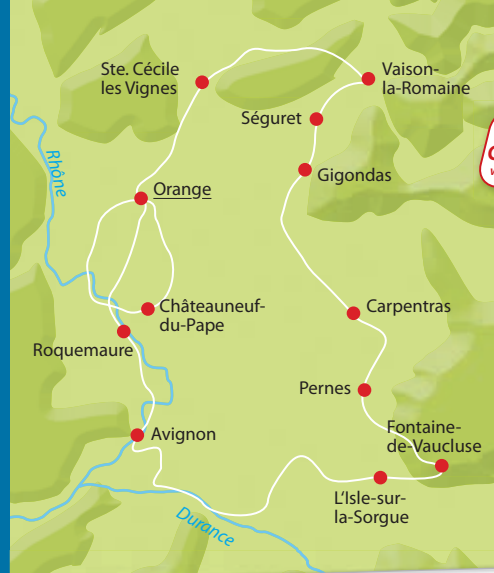 Ste. Cécile
les Vignes
Vaison-
la-Romaine
Séguret
Rhône
Gigondas
Orange
Châteauneuf-
du-Pape
Carpentras
Roquemaure
Pernes
Fontaine-
de-Vaucluse
Avignon
L'Isle-sur-
la-Sorgue
Durance